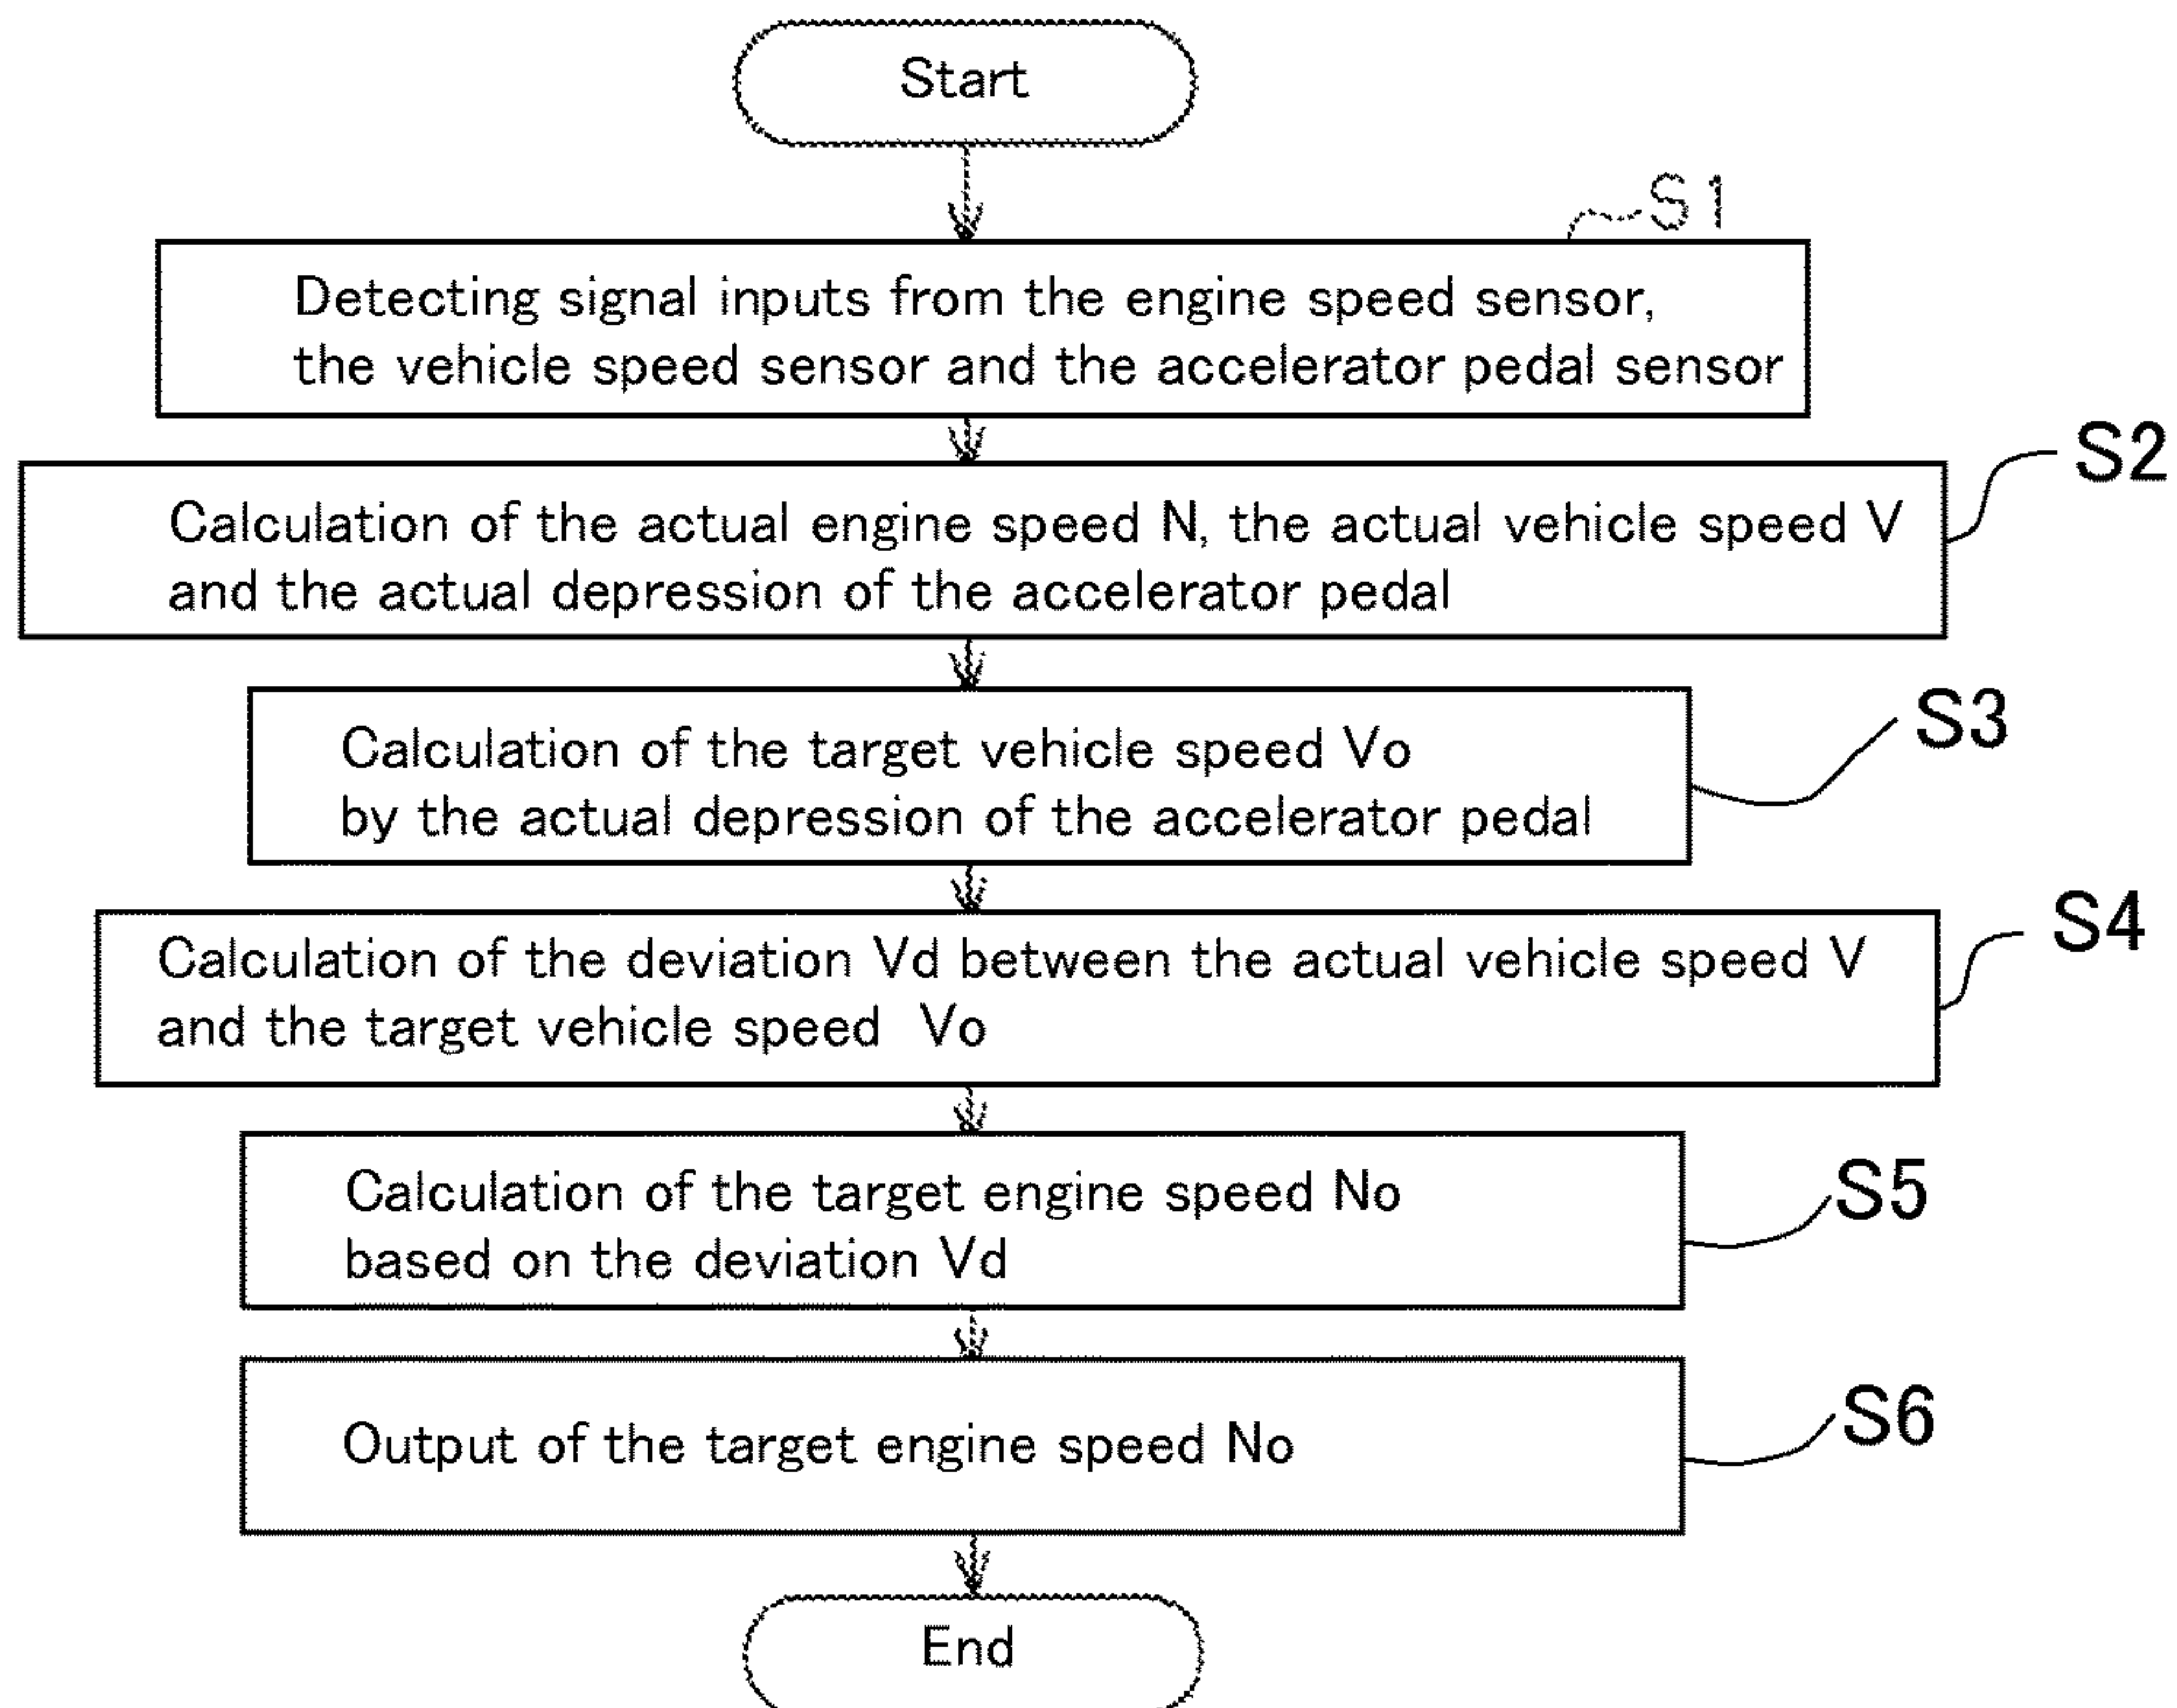 Start
S1
Detecting signal inputs from the engine speed sensor,
the vehicle speed sensor and the accelerator pedal sensor
S2
Calculation of the actual engine speed N, the actual vehicle speed V
and the actual depression of the accelerator pedal
S3
Calculation of the target vehicle speed Vo
by the actual depression of the accelerator pedal
S4
Calculation of the deviation Vd between the actual vehicle speed V
and the target vehicle speed Vo
S5
Calculation of the target engine speed No
based on the deviation Vd
S6
Output of the target engine speed No
End